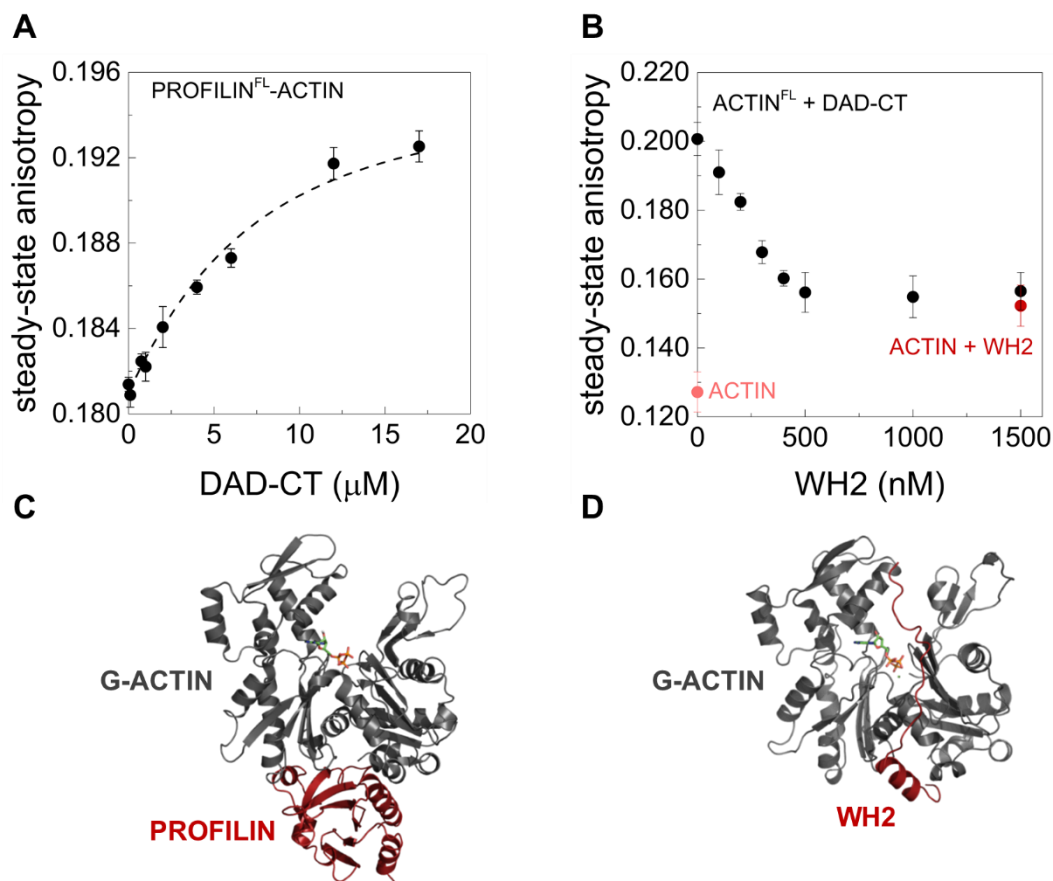 A
B
steady-state anisotropy
0.196
0.192
0.188
0.184
0.180
PROFILIN^FL-ACTIN
0 5 10 15 20
DAD-CT (μM)
steady-state anisotropy
0.220
0.200
0.180
0.160
0.140
0.120
ACTIN^FL + DAD-CT
ACTIN + WH2
ACTIN
0 500 1000 1500
WH2 (nM)
C
D
G-ACTIN
PROFILIN
G-ACTIN
WH2